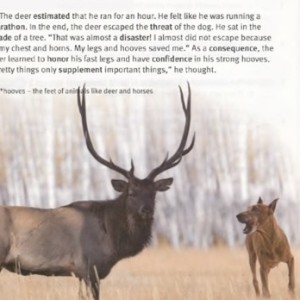 The deer estimated that he ran for an hour. He felt like he was running a
rathon. In the end, the deer escaped the threat of the dog. He sat in the
ade of a tree. "That was almost a disaster! I almost did not escape because
my chest and horns. My legs and hooves saved me." As a consequence, the
er learned to honor his fast legs and have confidence in his strong hooves.
etty things only supplement important things," he thought.
*hooves – the feet of animals like deer and horses